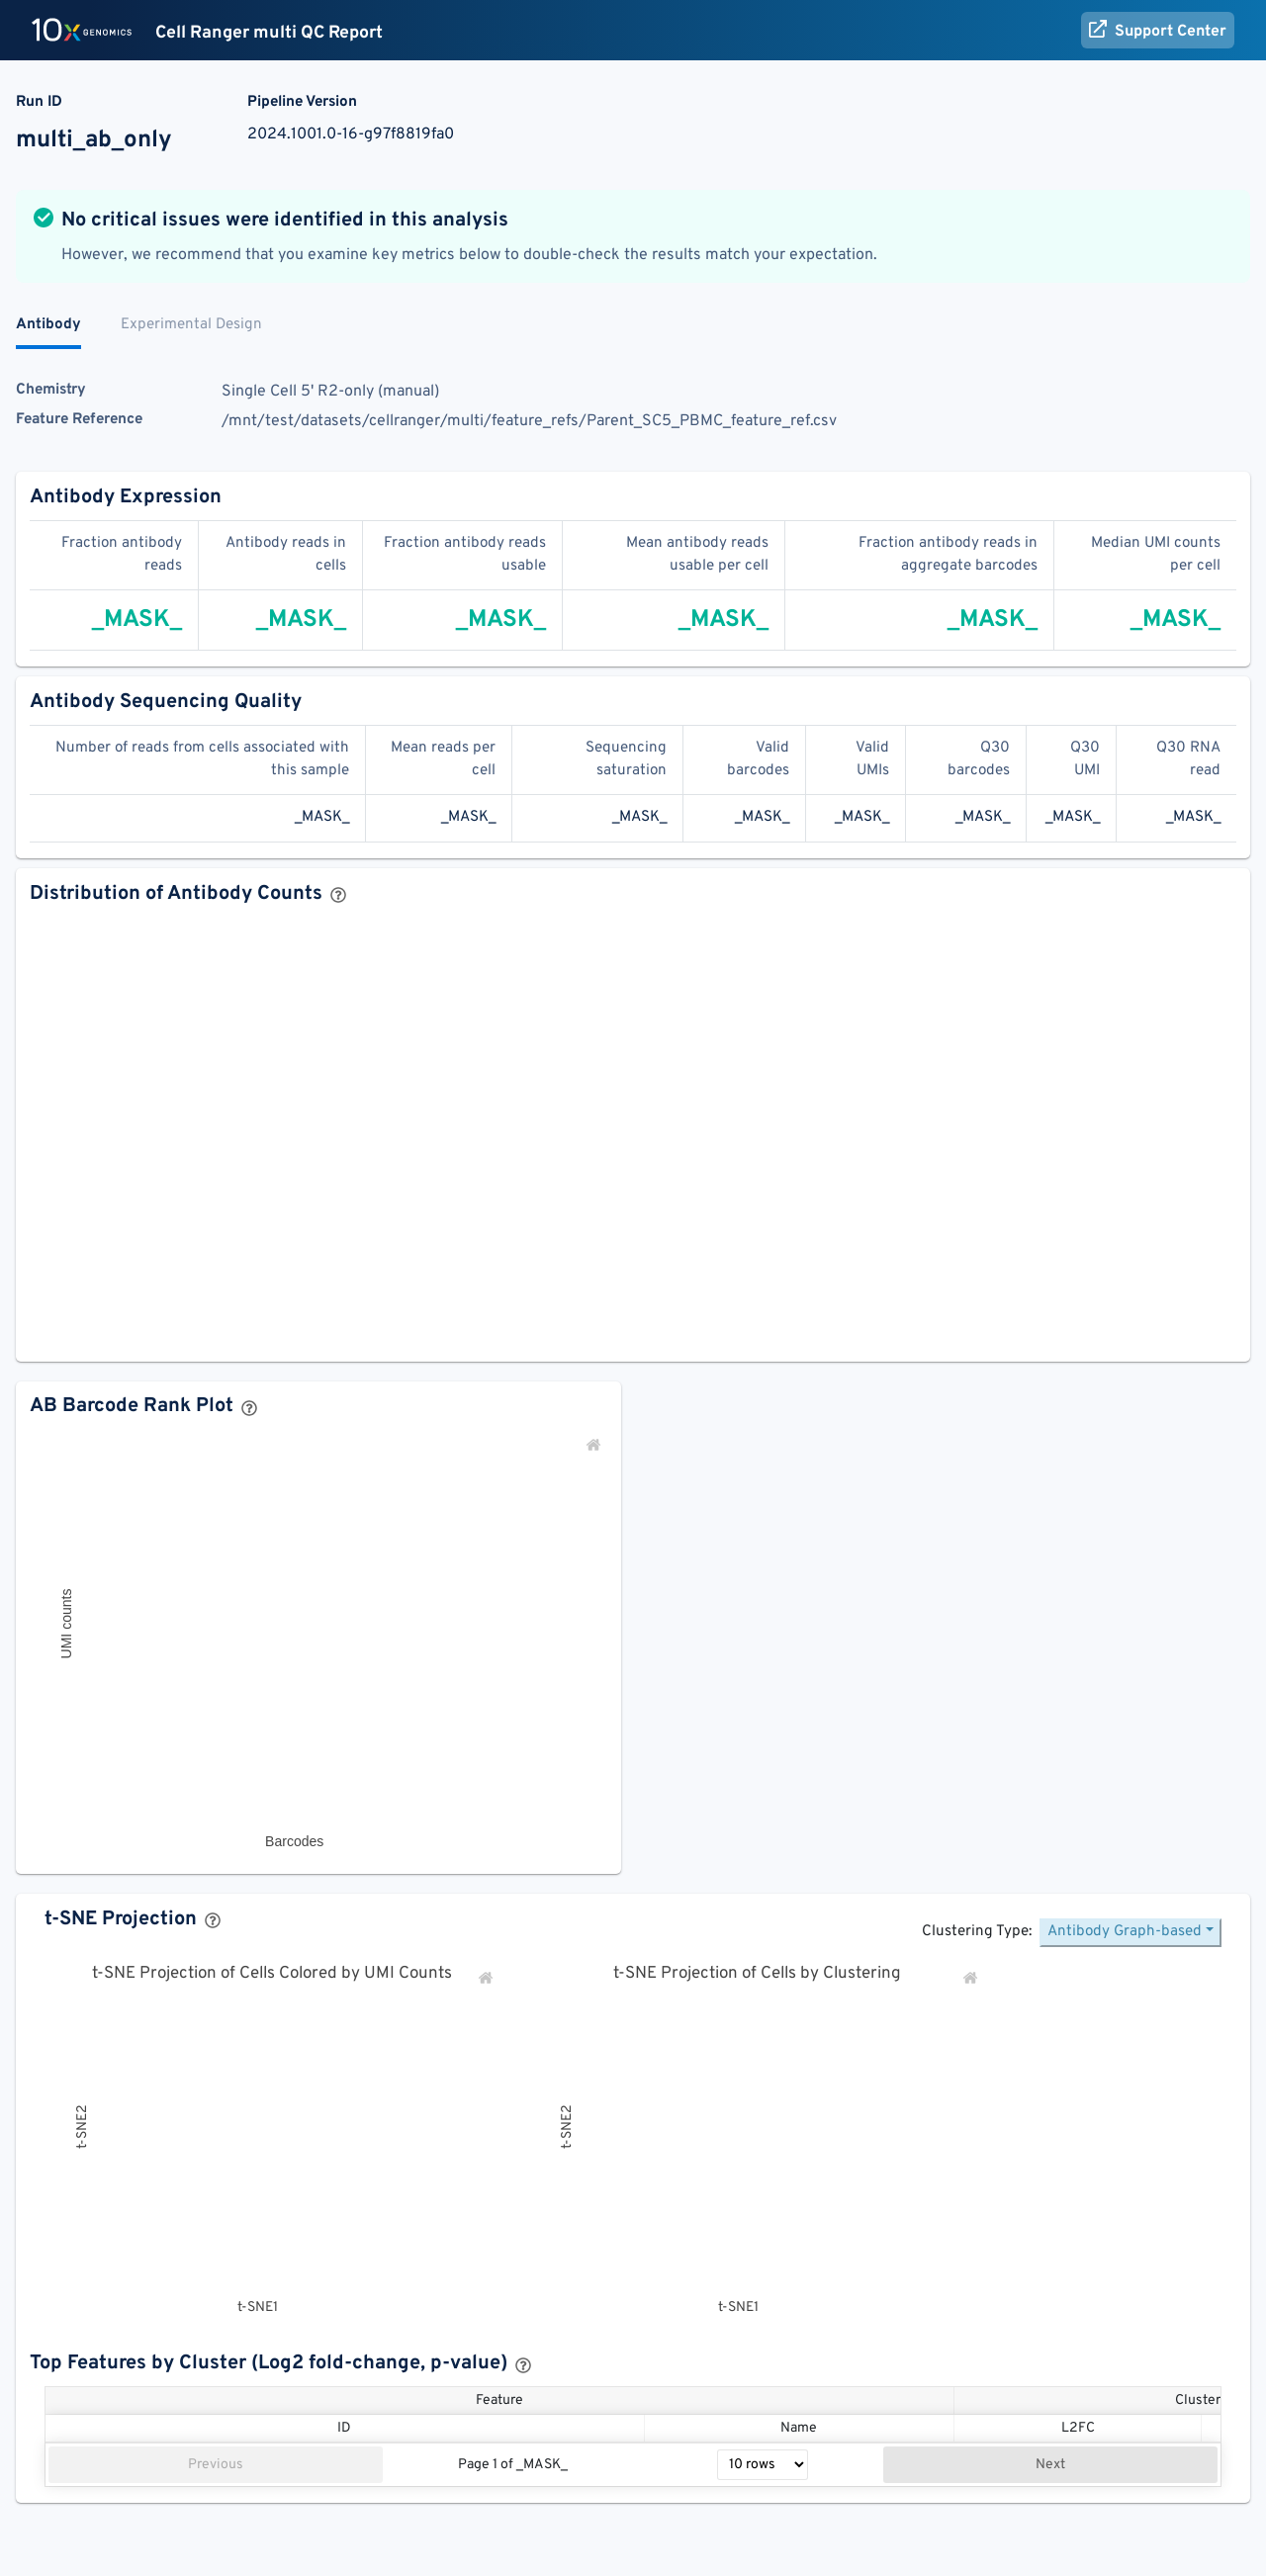 10X GENOMICS Cell Ranger multi QC Report Support Center
Run ID Pipeline Version
multi_ab_only 2024.1001.0-16-g97f8819fa0
No critical issues were identified in this analysis
However, we recommend that you examine key metrics below to double-check the results match your expectation.
Antibody Experimental Design
Chemistry Single Cell 5' R2-only (manual)
Feature Reference /mnt/test/datasets/cellranger/multi/feature_refs/Parent_SC5_PBMC_feature_ref.csv
Antibody Expression
Fraction antibody Antibody reads in Fraction antibody reads Mean antibody reads Fraction antibody reads in Median UMI counts
reads cells usable usable per cell aggregate barcodes per cell
_MASK_ _MASK_ _MASK_ _MASK_ _MASK_ _MASK_
Antibody Sequencing Quality
Number of reads from cells associated with Mean reads per Sequencing Valid Valid Q30 Q30 Q30 RNA
this sample cell saturation barcodes UMIs barcodes UMI read
_MASK_ _MASK_ _MASK_ _MASK_ _MASK_ _MASK_ _MASK_ _MASK_
Distribution of Antibody Counts ?
AB Barcode Rank Plot ?
UMI counts
Barcodes
t-SNE Projection ?
Clustering Type: Antibody Graph-based
t-SNE Projection of Cells Colored by UMI Counts t-SNE Projection of Cells by Clustering
t-SNE2 t-SNE2
t-SNE1 t-SNE1
Top Features by Cluster (Log2 fold-change, p-value) ?
Feature Cluster
ID Name L2FC
Previous Page 1 of _MASK_ 10 rows Next